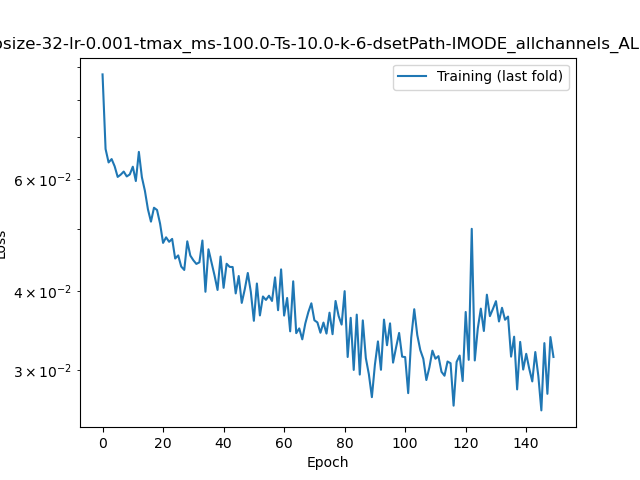 osize-32-lr-0.001-tmax_ms-100.0-Ts-10.0-k-6-dsetPath-IMODE_allchannels_AL
Training (last fold)
6 × 10⁻²
4 × 10⁻²
3 × 10⁻²
Loss
0 20 40 60 80 100 120 140
Epoch